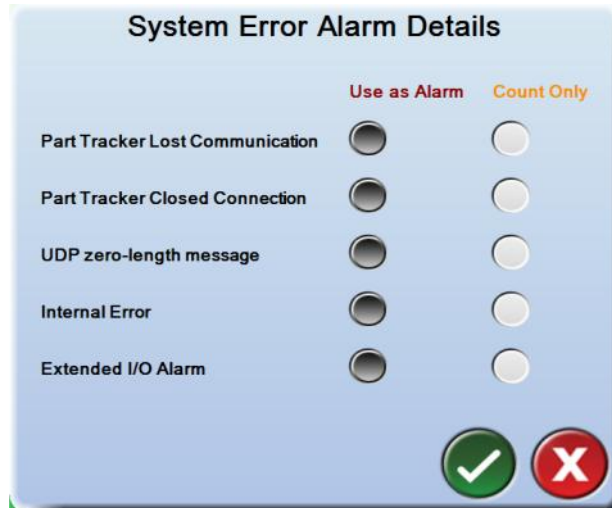 System Error Alarm Details
Use as Alarm Count Only
Part Tracker Lost Communication
Part Tracker Closed Connection
UDP zero-length message
Internal Error
Extended I/O Alarm